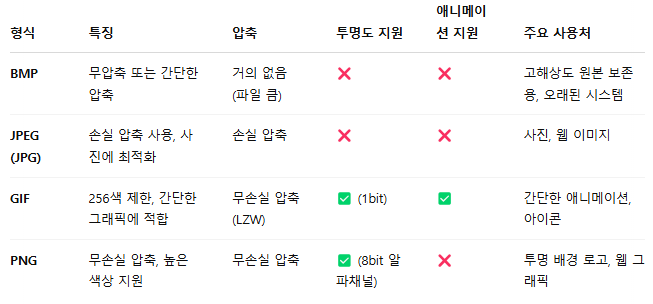 형식 특징 압축 투명도 지원 애니메이션 지원 주요 사용처
BMP 무압축 또는 간단한 압축 거의 없음 (파일 큼) ❌ ❌ 고해상도 원본 보존용, 오래된 시스템
JPEG (JPG) 손실 압축 사용, 사진에 최적화 손실 압축 ❌ ❌ 사진, 웹 이미지
GIF 256색 제한, 간단한 그래픽에 적합 무손실 압축 (LZW) ✅ (1bit) ✅ 간단한 애니메이션, 아이콘
PNG 무손실 압축, 높은 색상 지원 무손실 압축 ✅ (8bit 알파채널) ❌ 투명 배경 로고, 웹 그래픽